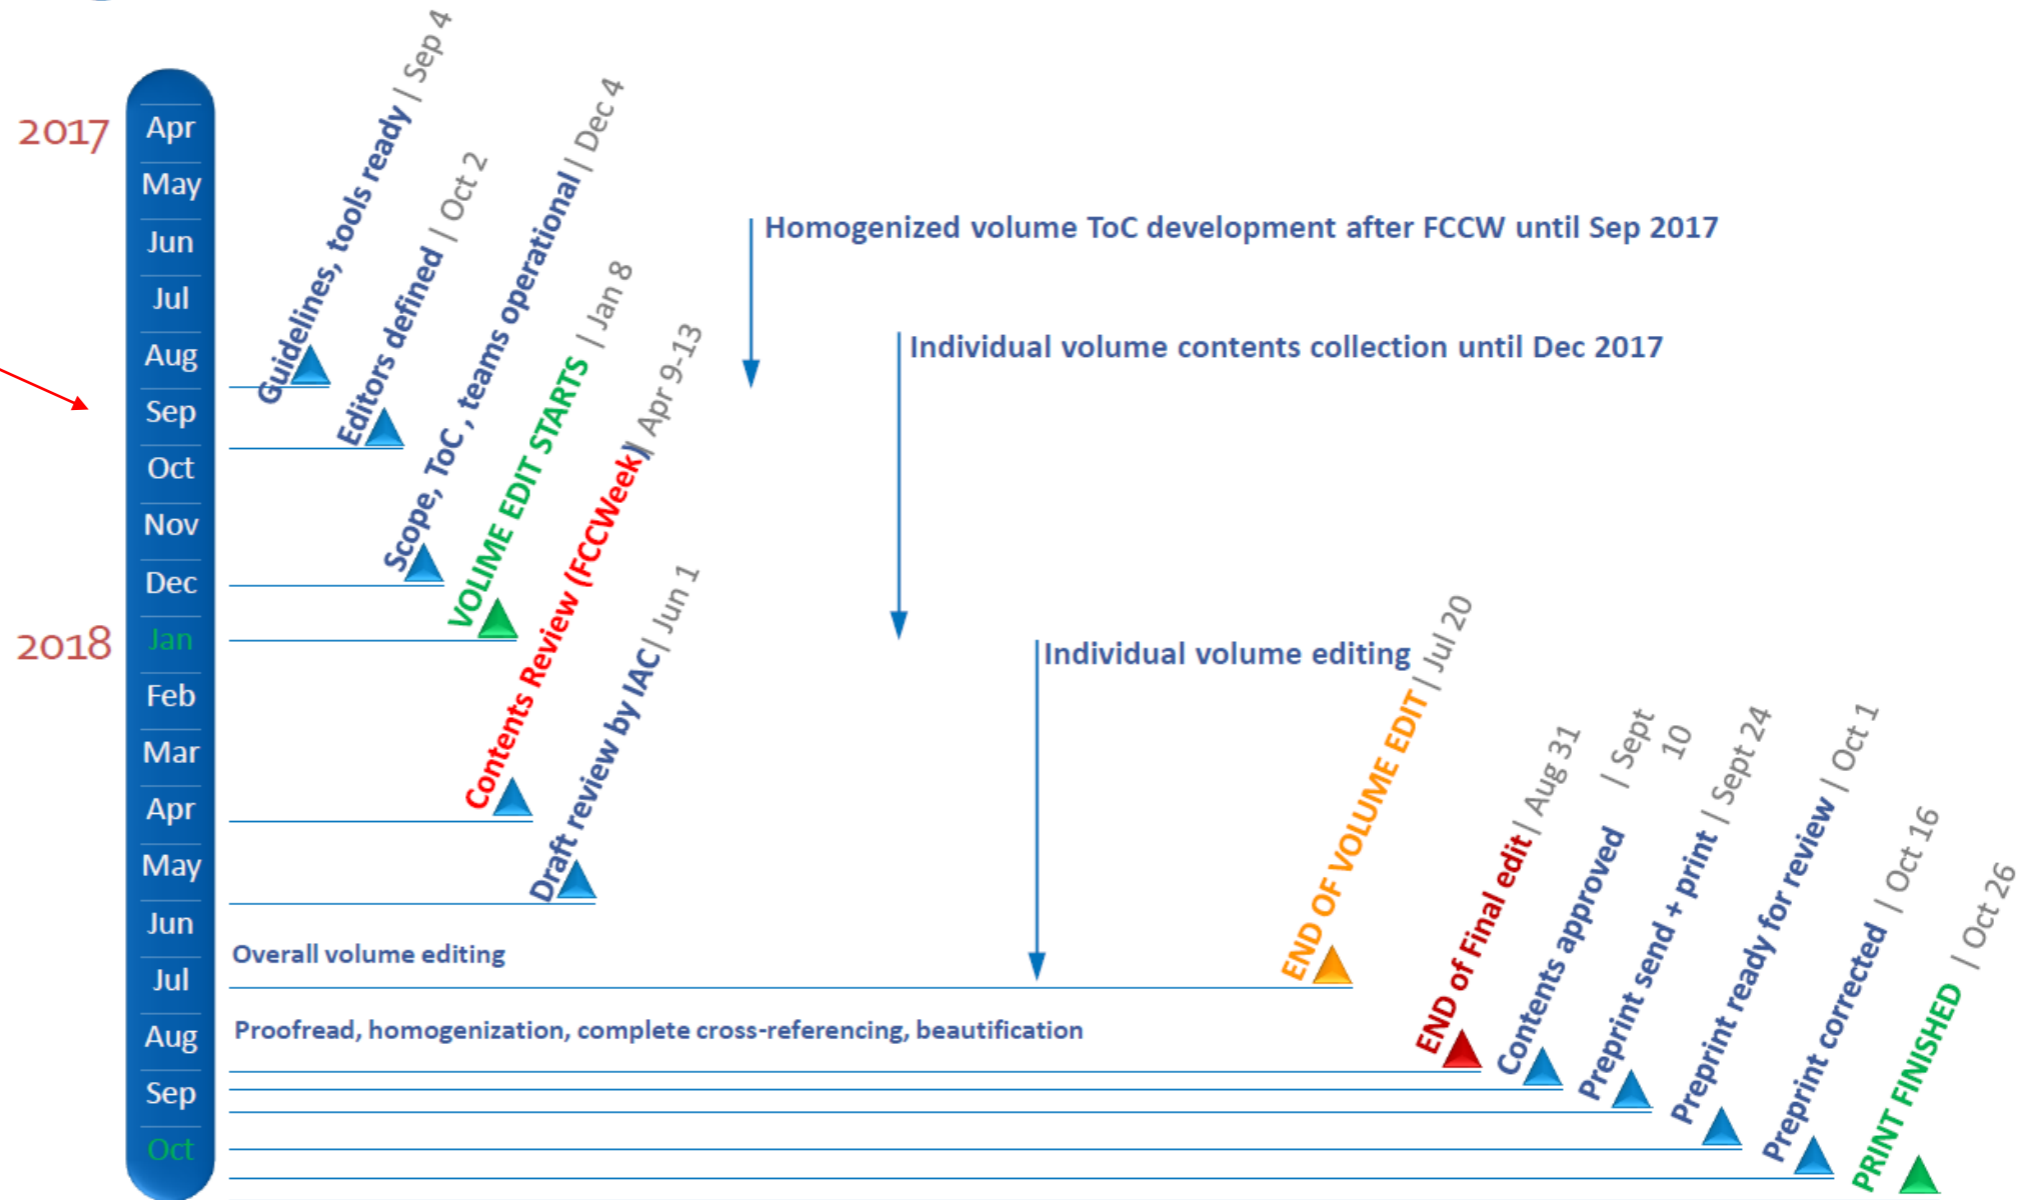 2017
Apr
May
Jun
Jul
Aug
Sep
Oct
Nov
Dec
2018
Jan
Feb
Mar
Apr
May
Jun
Jul
Aug
Sep
Oct
Guidelines, tools ready | Sep 4
Editors defined | Oct 2
Scope, ToC , teams operational | Dec 4
VOLIME EDIT STARTS | Jan 8
Contents Review (FCCWeek) | Apr 9-13
Draft review by IAC | Jun 1
Homogenized volume ToC development after FCCW until Sep 2017
Individual volume contents collection until Dec 2017
Individual volume editing
Overall volume editing
Proofread, homogenization, complete cross-referencing, beautification
END OF VOLUME EDIT | Jul 20
END of Final edit | Aug 31
Contents approved | Sept
10
Preprint send + print | Sept 24
Preprint ready for review | Oct 1
Preprint corrected | Oct 16
PRINT FINISHED | Oct 26